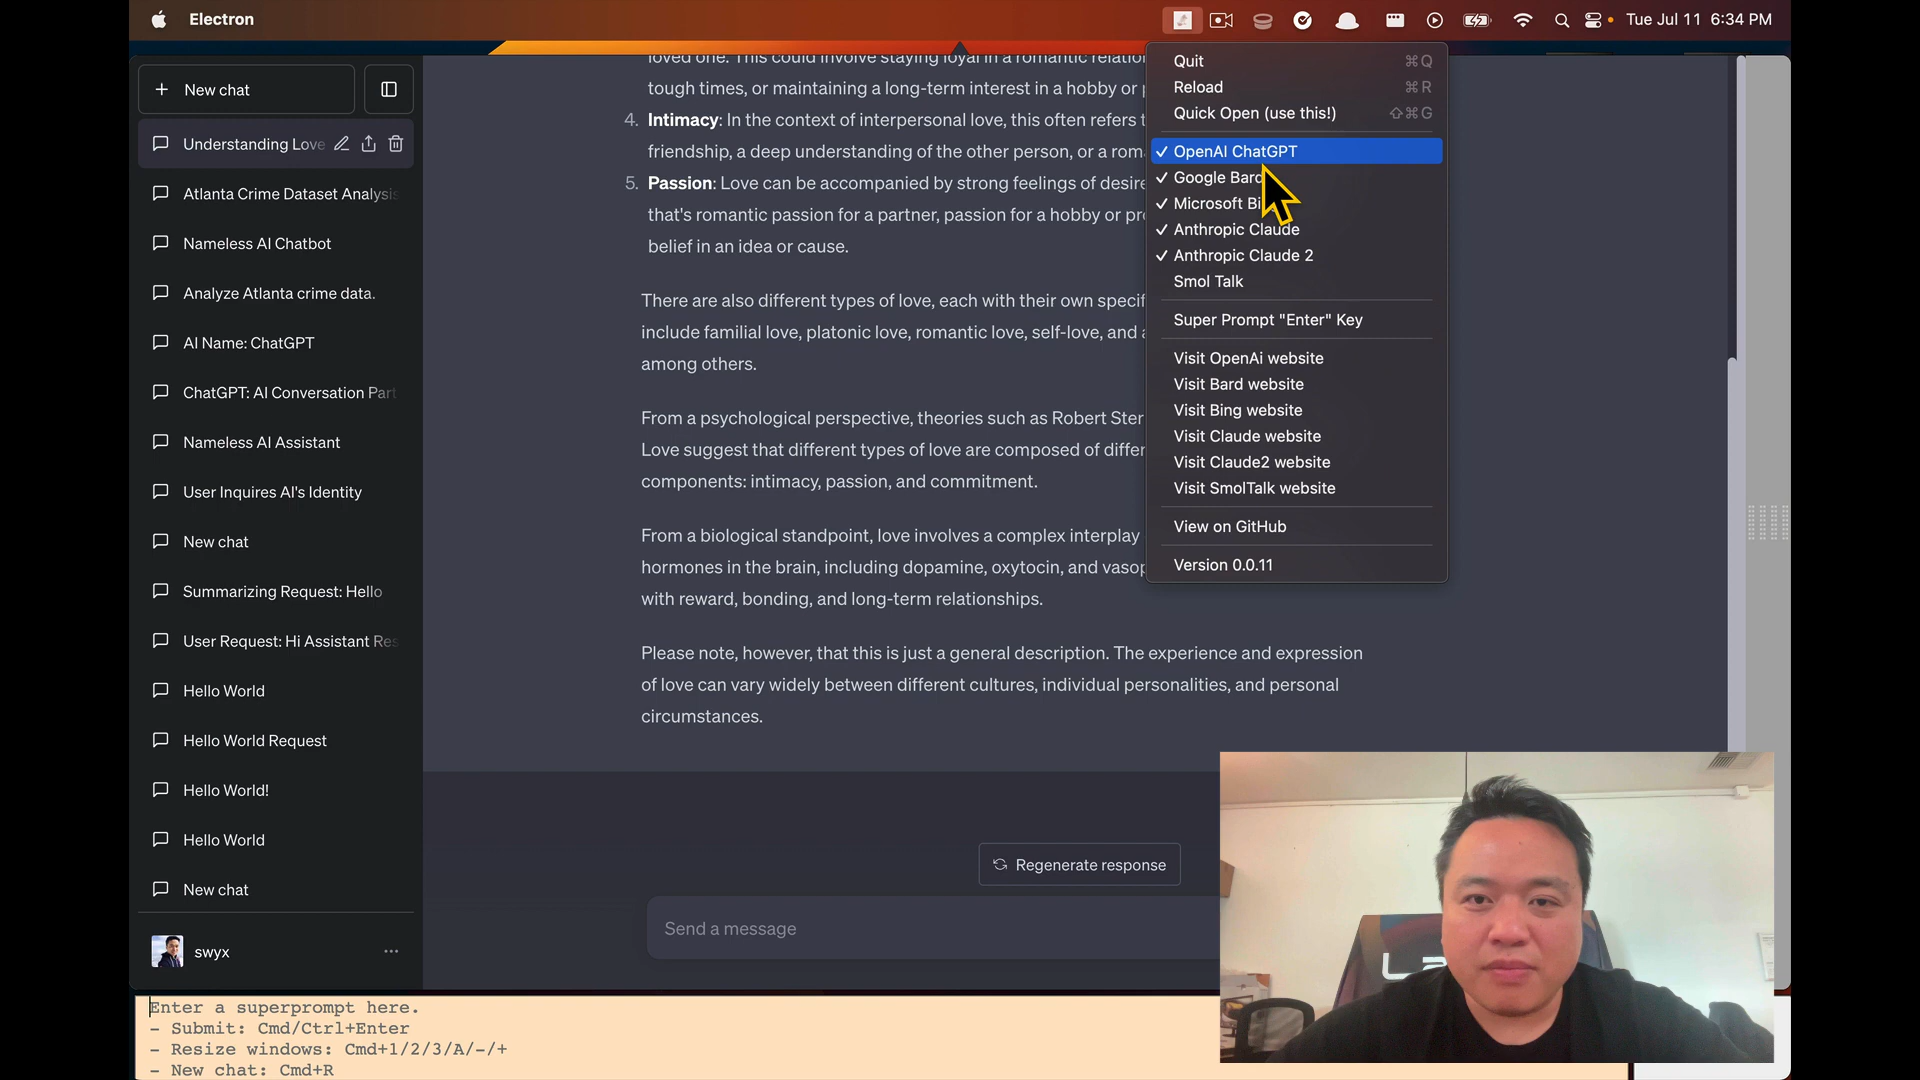 Electron
Tue Jul 11 6:34 PM
New chat
Understanding Love
Atlanta Crime Dataset Analysis
Nameless AI Chatbot
Analyze Atlanta crime data.
AI Name: ChatGPT
ChatGPT: AI Conversation Part
Nameless AI Assistant
User Inquires AI's Identity
New chat
Summarizing Request: Hello
User Request: Hi Assistant Res
Hello World
Hello World Request
Hello World!
Hello World
New chat
swyx
loved one. This could involve staying loyal in a romantic relatio
tough times, or maintaining a long-term interest in a hobby or
4. Intimacy: In the context of interpersonal love, this often refers
friendship, a deep understanding of the other person, or a rom
5. Passion: Love can be accompanied by strong feelings of desire
that's romantic passion for a partner, passion for a hobby or pr
belief in an idea or cause.
There are also different types of love, each with their own specif
include familial love, platonic love, romantic love, self-love, and
among others.
From a psychological perspective, theories such as Robert Ster
Love suggest that different types of love are composed of differ
components: intimacy, passion, and commitment.
From a biological standpoint, love involves a complex interplay
hormones in the brain, including dopamine, oxytocin, and vasop
with reward, bonding, and long-term relationships.
Please note, however, that this is just a general description. The experience and expression
of love can vary widely between different cultures, individual personalities, and personal
circumstances.
Regenerate response
Send a message
Quit ⌘Q
Reload ⌘R
Quick Open (use this!) ⇧⌘G
✓ OpenAI ChatGPT
✓ Google Bard
✓ Microsoft Bi
✓ Anthropic Claude
✓ Anthropic Claude 2
Smol Talk
Super Prompt "Enter" Key
Visit OpenAi website
Visit Bard website
Visit Bing website
Visit Claude website
Visit Claude2 website
Visit SmolTalk website
View on GitHub
Version 0.0.11
Enter a superprompt here.
- Submit: Cmd/Ctrl+Enter
- Resize windows: Cmd+1/2/3/A/-/+
- New chat: Cmd+R